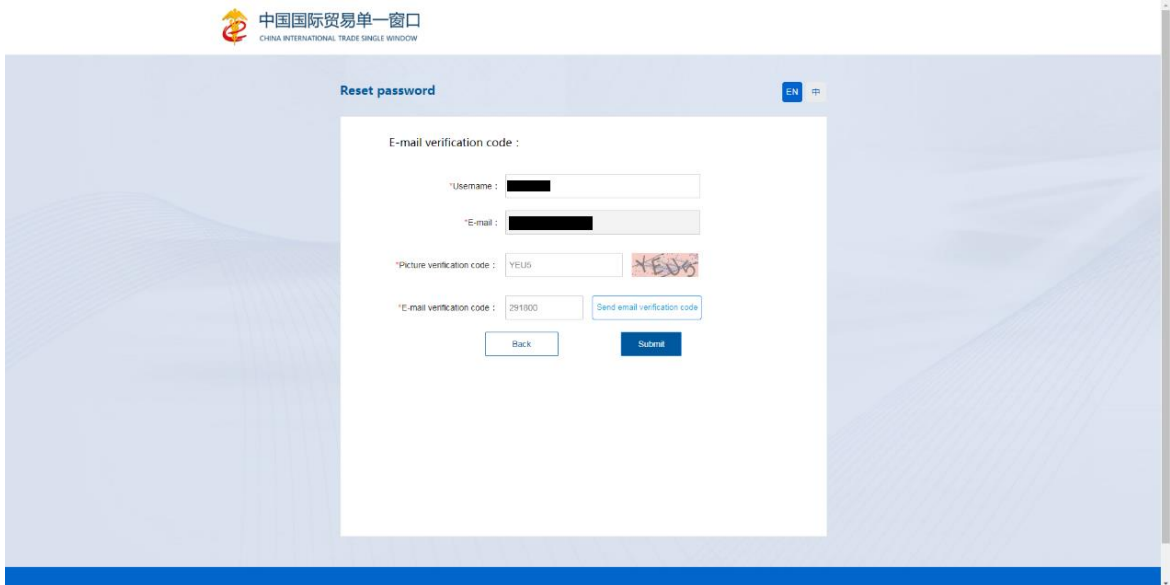 中国国际贸易单一窗口
CHINA INTERNATIONAL TRADE SINGLE WINDOW
Reset password
EN 中
E-mail verification code：
*Username：
*E-mail：
*Picture verification code： YEU5 YEU5
*E-mail verification code： 291800 Send email verification code
Back Submit